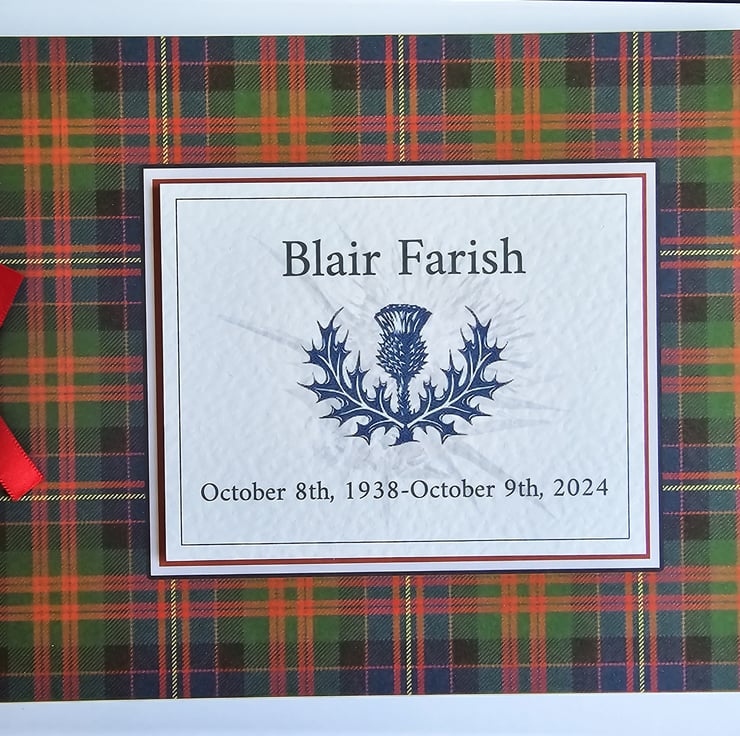 Blair Farish
October 8th, 1938-October 9th, 2024